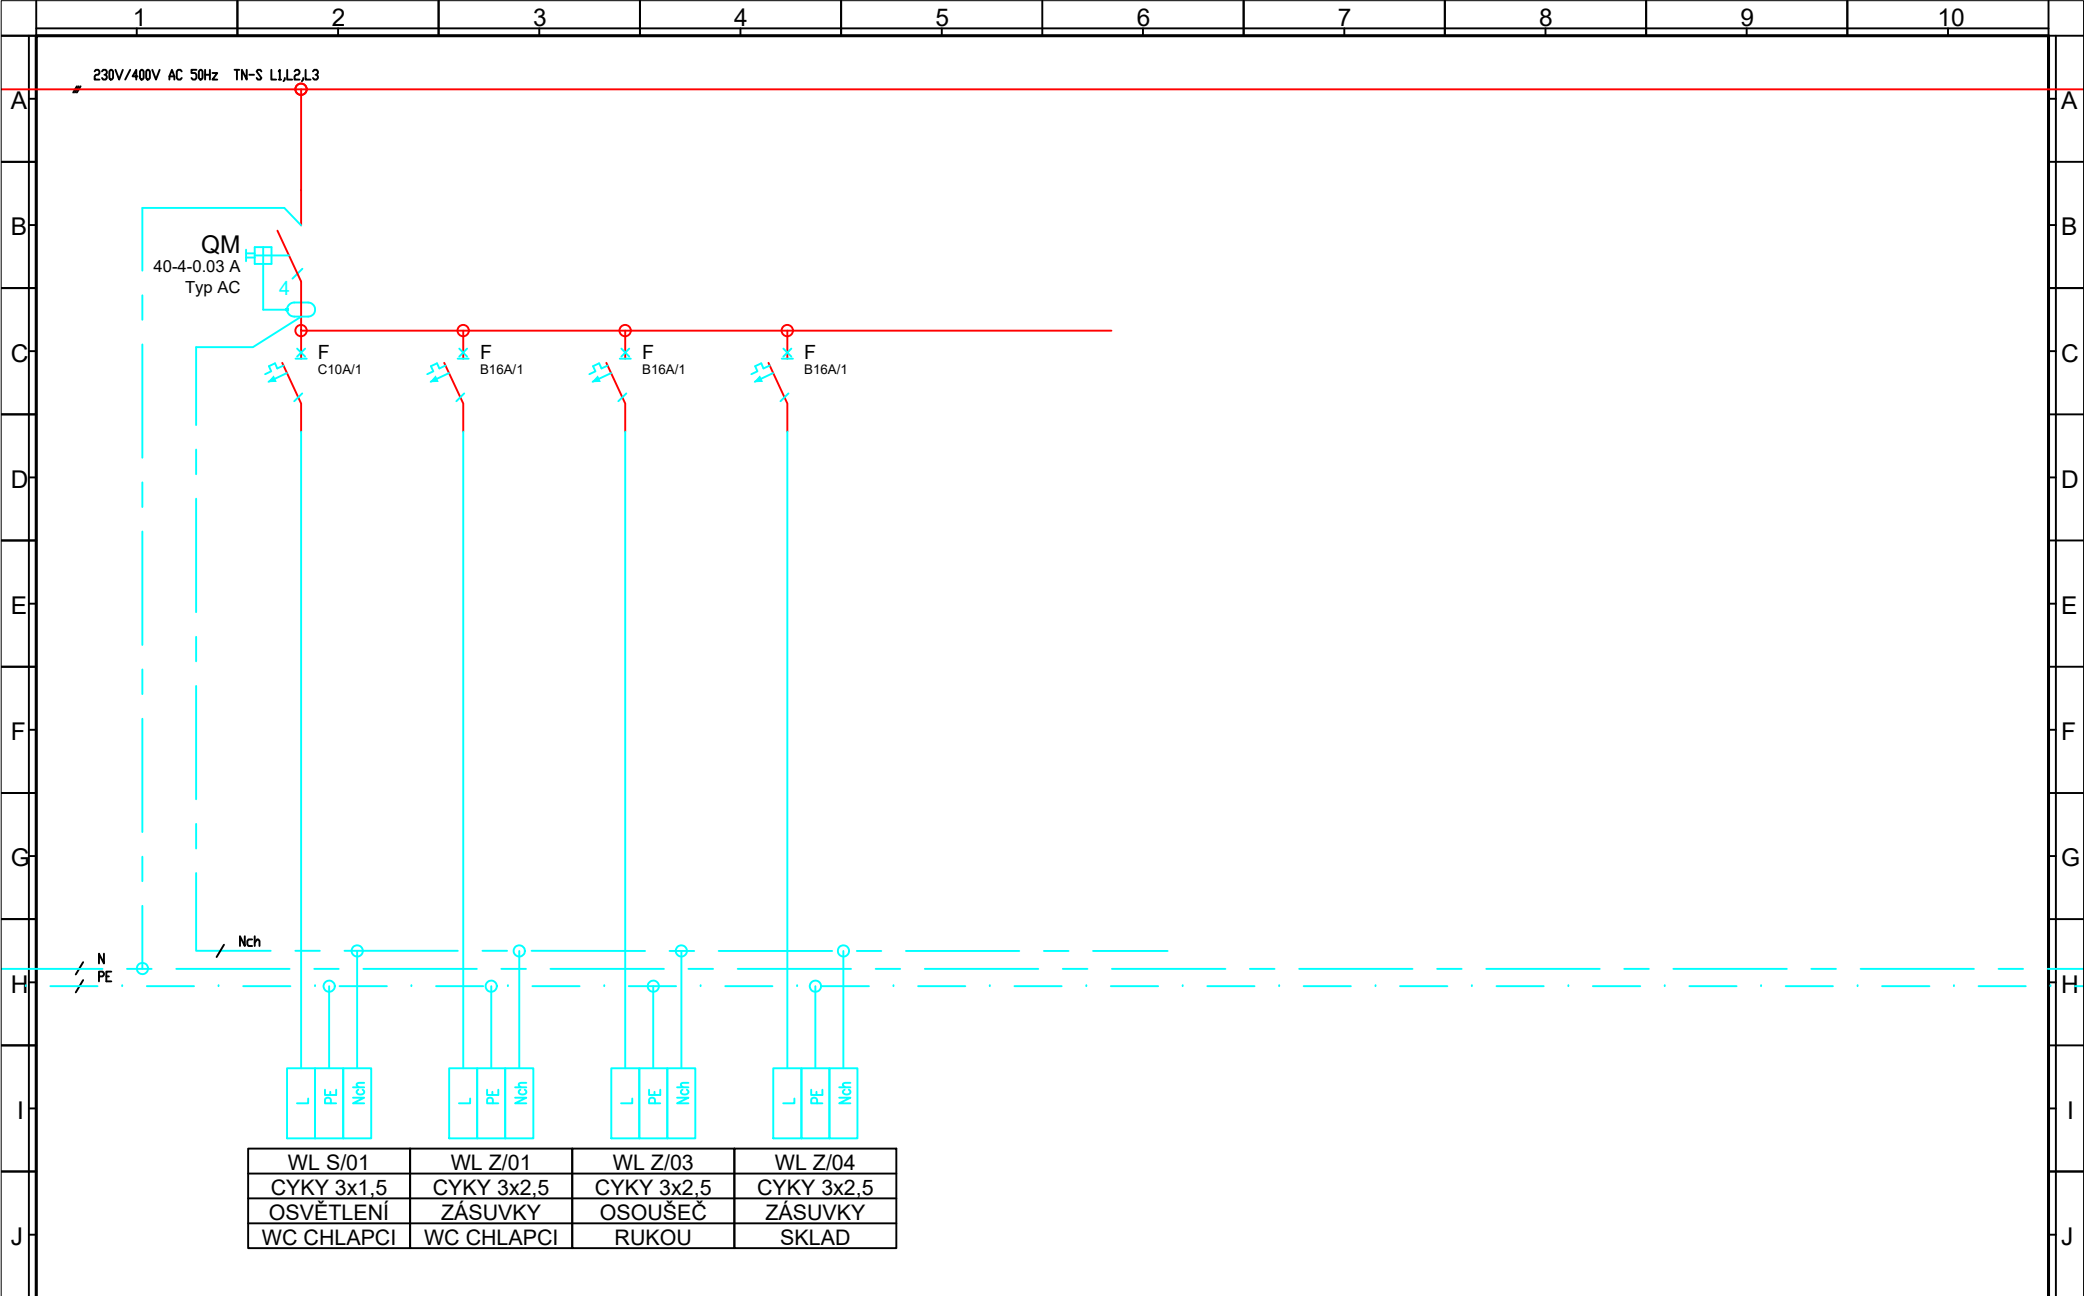 1 2 3 4 5 6 7 8 9 10
230V/400V AC 50Hz TN-S L1,L2,L3
A A
B B
QM
40-4-0.03 A
Typ AC
4
C C
F F F F
C10A/1 B16A/1 B16A/1 B16A/1
D D
E E
F F
G G
Nch
N
PE
H H
L PE Nch L PE Nch L PE Nch L PE Nch
I I
WL S/01 WL Z/01 WL Z/03 WL Z/04
CYKY 3x1,5 CYKY 3x2,5 CYKY 3x2,5 CYKY 3x2,5
OSVĚTLENÍ ZÁSUVKY OSOUŠEČ ZÁSUVKY
WC CHLAPCI WC CHLAPCI RUKOU SKLAD
J J